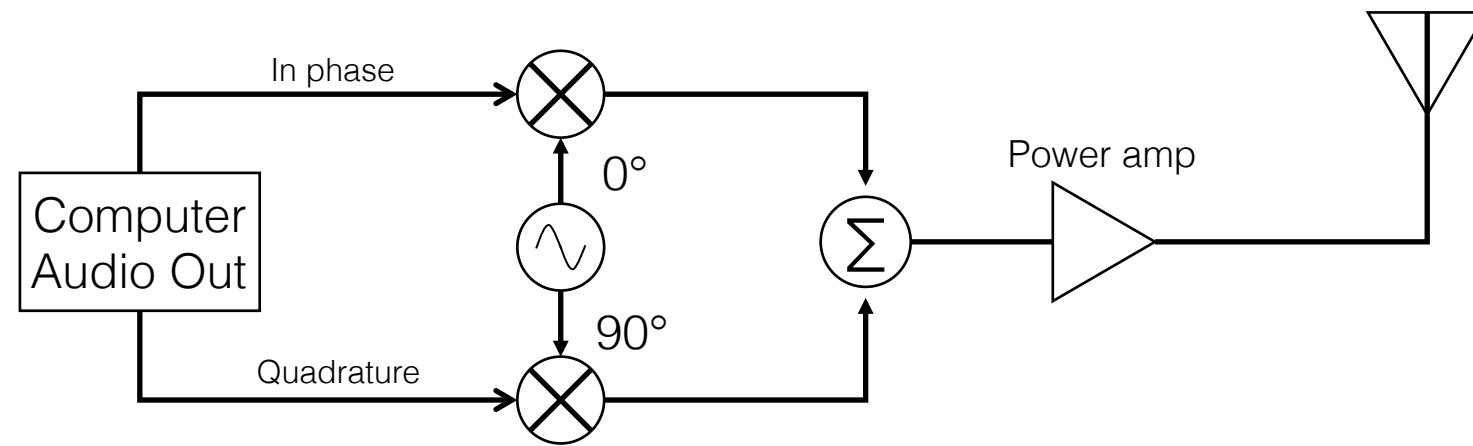 In phase
0°
Power amp
Computer
Audio Out
Σ
90°
Quadrature